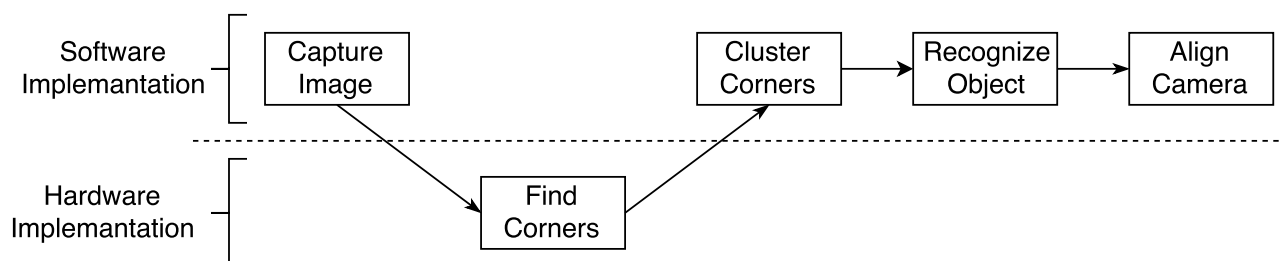 Software
Implemantation
Capture
Image
Cluster
Corners
Recognize
Object
Align
Camera
Hardware
Implemantation
Find
Corners